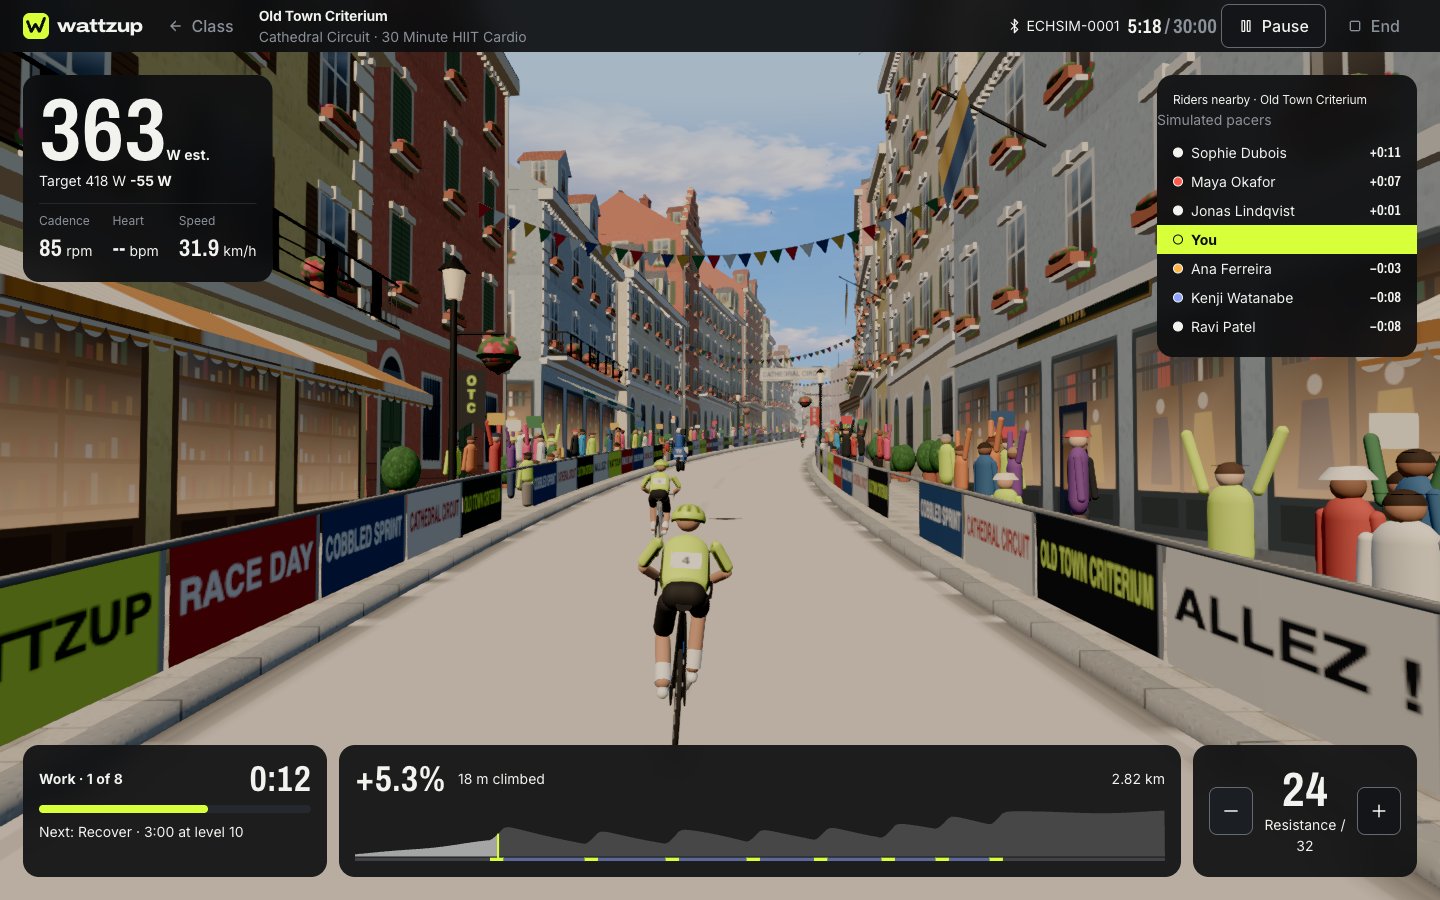 wattzup
Class
Old Town Criterium
Cathedral Circuit · 30 Minute HIIT Cardio
ECHSIM-0001
5:18 / 30:00
Pause
End
363 W est.
Target 418 W -55 W
Cadence Heart Speed
85 rpm -- bpm 31.9 km/h
Riders nearby · Old Town Criterium
Simulated pacers
Sophie Dubois +0:11
Maya Okafor +0:07
Jonas Lindqvist +0:01
You
Ana Ferreira −0:03
Kenji Watanabe −0:08
Ravi Patel −0:08
OTC
TTZUP
RACE DAY
COBBLED SPRINT
CATHEDRAL CIRCUIT
OLD TOWN CRITERIUM
4
COBBLED SPRINT
CATHEDRAL CIRCUIT
OLD TOWN CRITERIUM
ALLEZ !
Work · 1 of 8 0:12
Next: Recover · 3:00 at level 10
+5.3% 18 m climbed 2.82 km
24
Resistance /
32